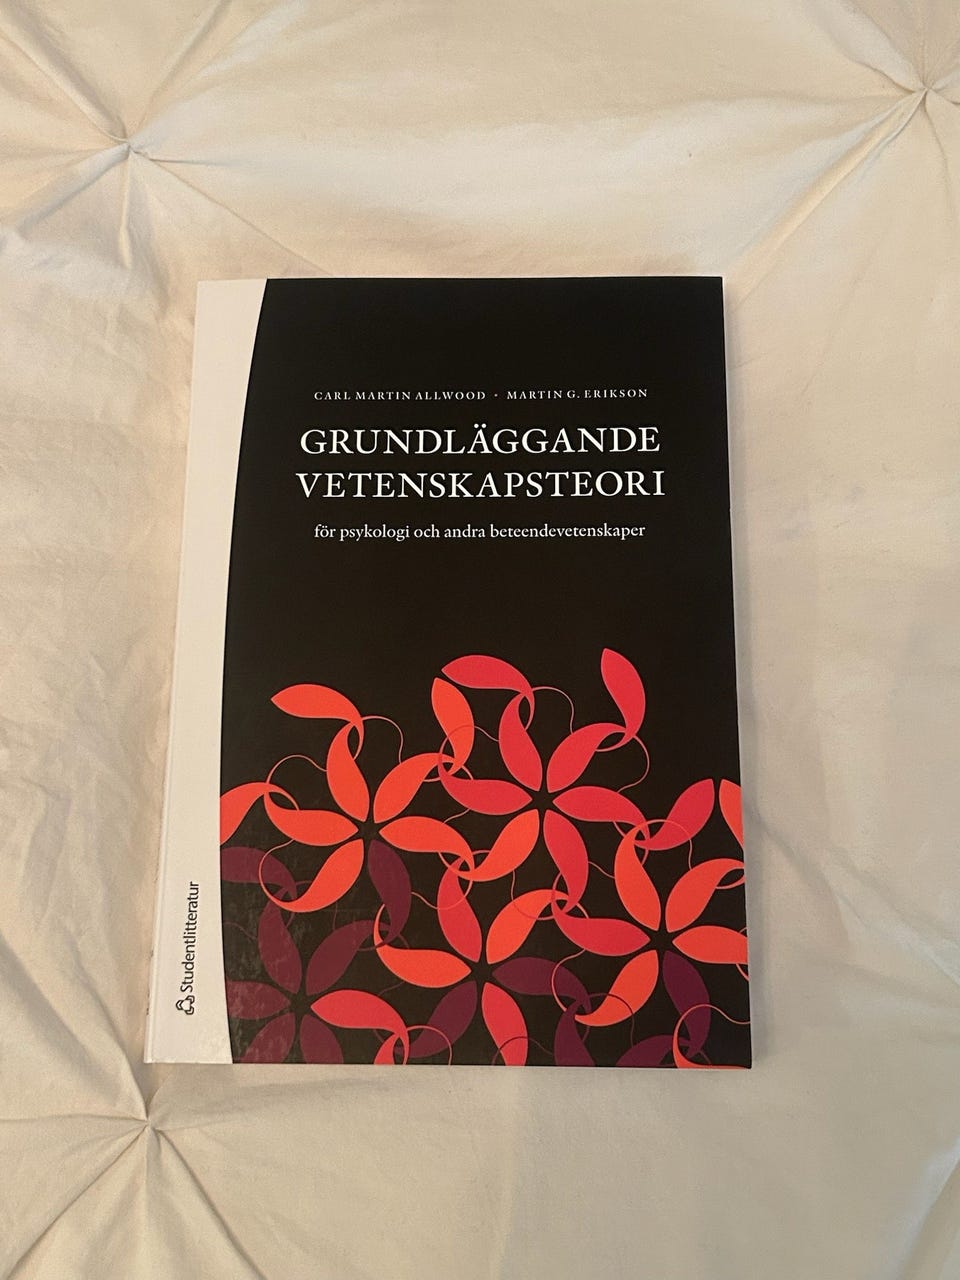 CARL MARTIN ALLWOOD • MARTIN G. ERIKSON
GRUNDLÄGGANDE
VETENSKAPSTEORI
för psykologi och andra beteendevetenskaper
Studentlitteratur